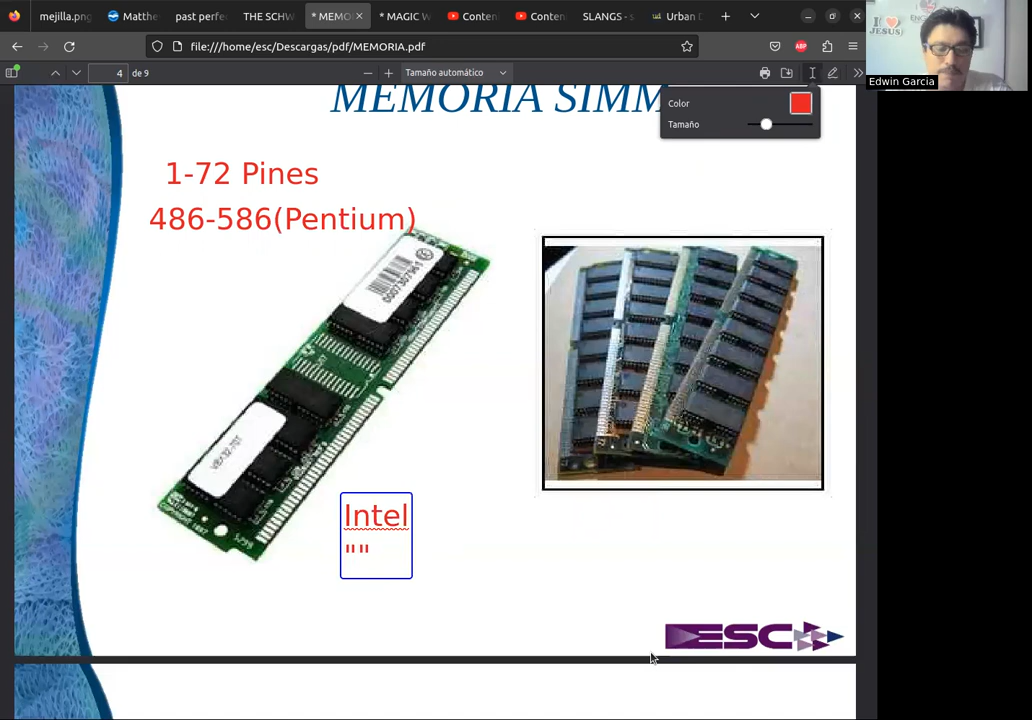 mejilla.png
Matthe
past perfe
THE SCHW
* MEMO
* MAGIC W
Conten
Conten
SLANGS - s
Urban D
file:///home/esc/Descargas/pdf/MEMORIA.pdf
ABP
4 de 9
Tamaño automático
Color
Tamaño
I ❤ JESUS!
Edwin Garcia
MEMORIA SIMM
1-72 Pines
486-586(Pentium)
Intel
""
ESC